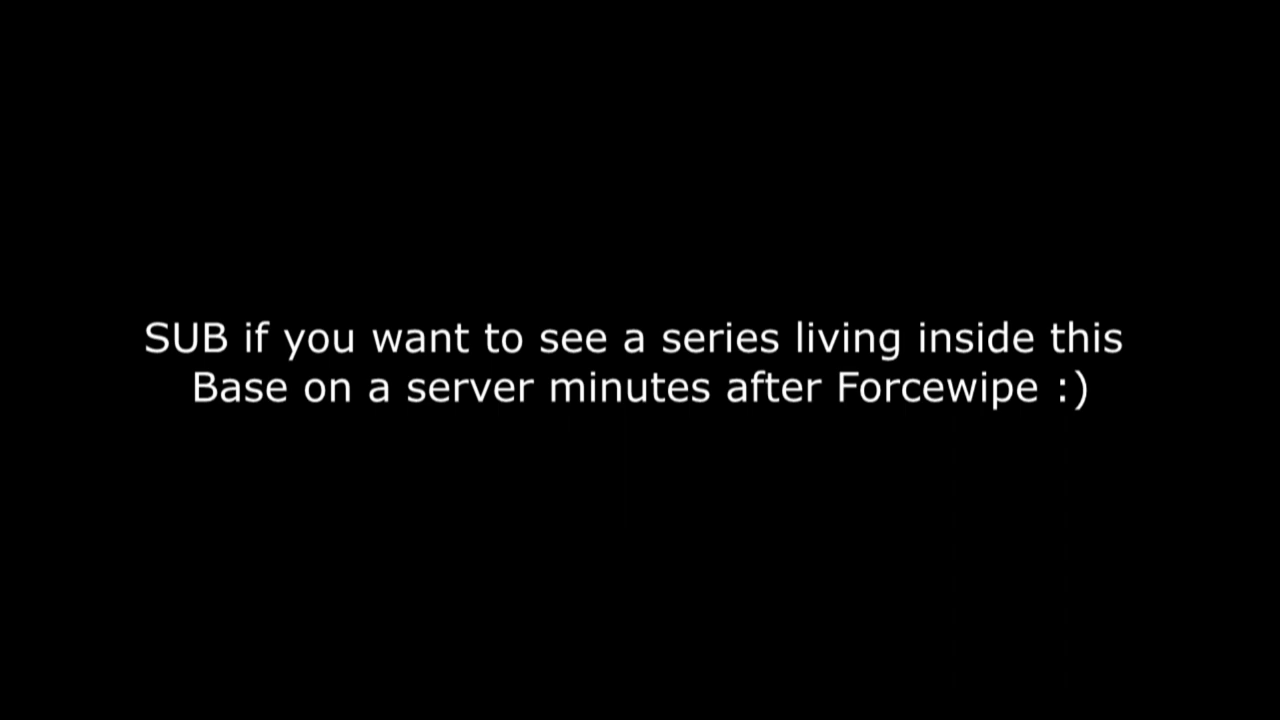 SUB if you want to see a series living inside this
Base on a server minutes after Forcewipe :)